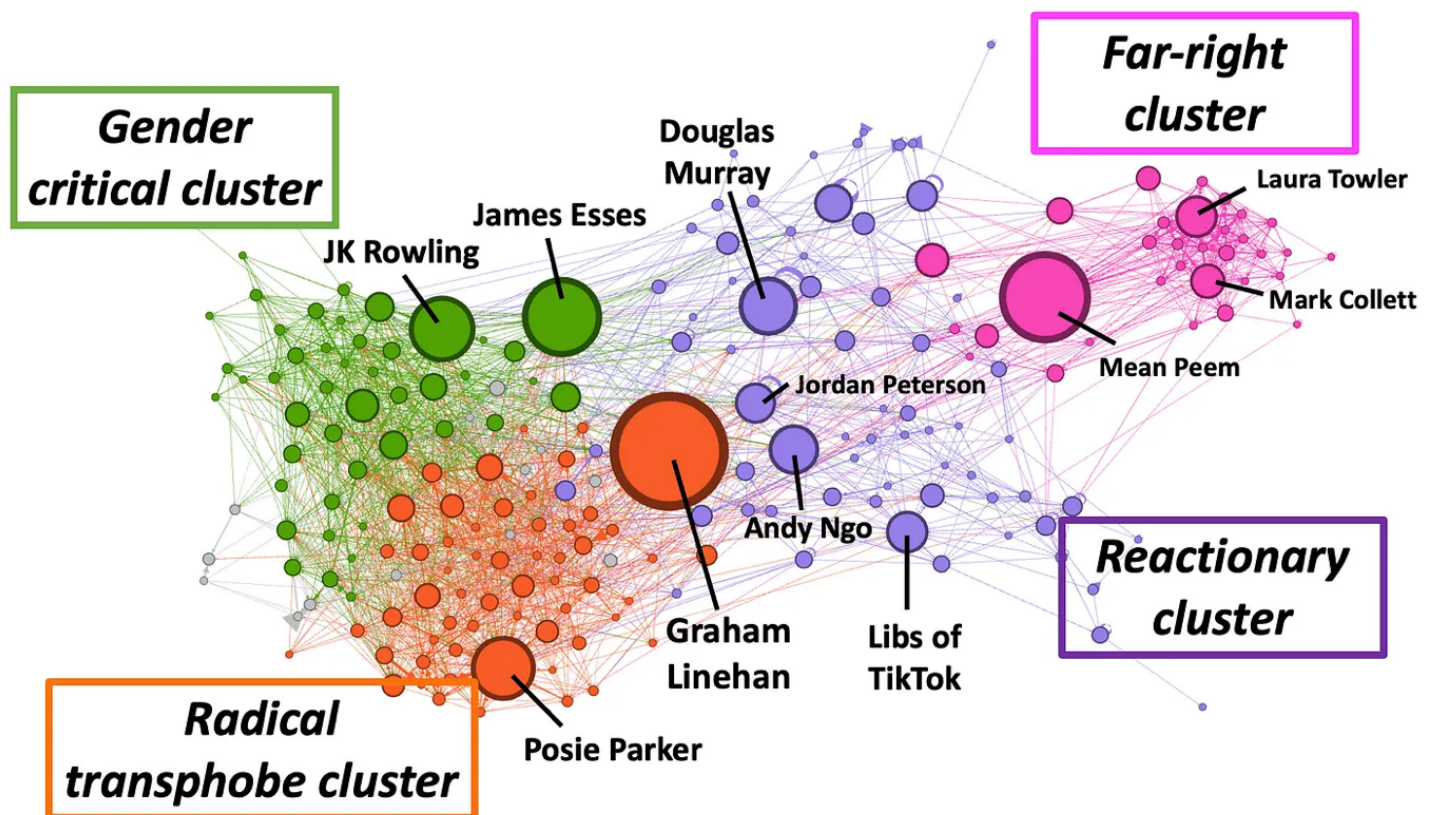 Far-right
cluster
Gender
critical cluster
Douglas
Murray
Laura Towler
James Esses
JK Rowling
Mark Collett
Mean Peem
Jordan Peterson
Andy Ngo
Reactionary
cluster
Graham
Linehan
Libs of
TikTok
Radical
transphobe cluster
Posie Parker